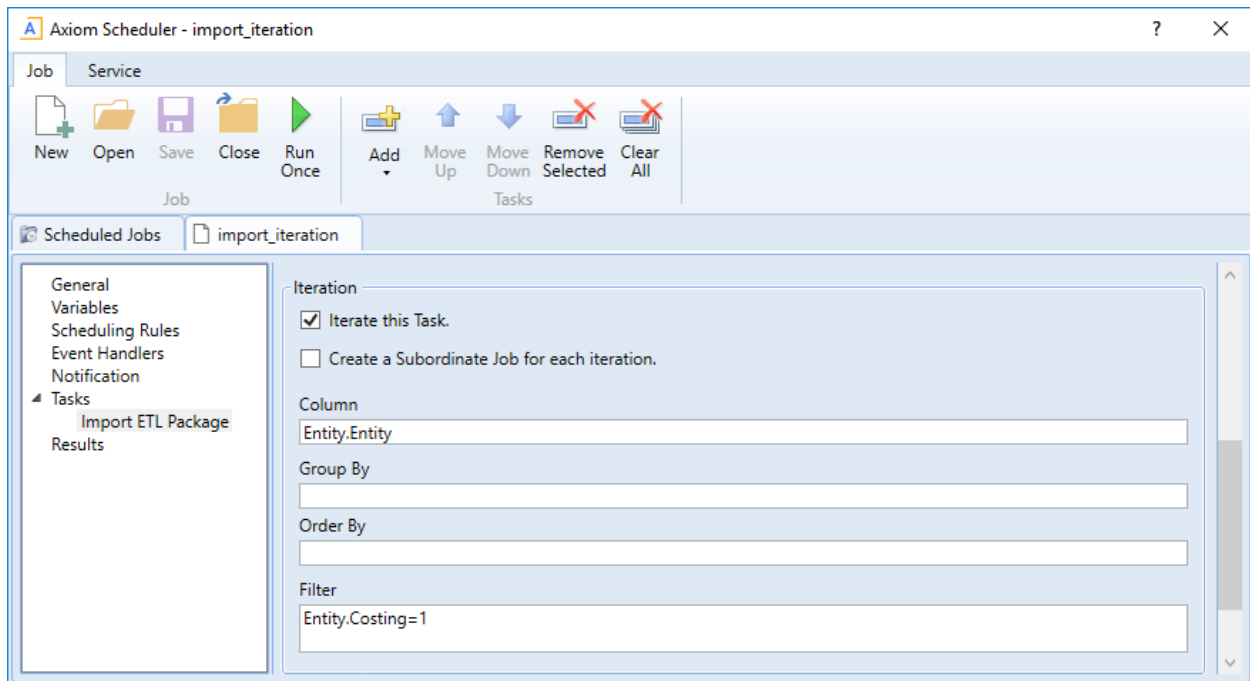 A Axiom Scheduler - import_iteration ?
Job Service
New Open Save Close Run Once Add Move Up Move Down Remove Selected Clear All
Job Tasks
Scheduled Jobs import_iteration
General
Variables
Scheduling Rules
Event Handlers
Notification
Tasks
Import ETL Package
Results
Iteration
Iterate this Task.
Create a Subordinate Job for each iteration.
Column
Entity.Entity
Group By
Order By
Filter
Entity.Costing=1